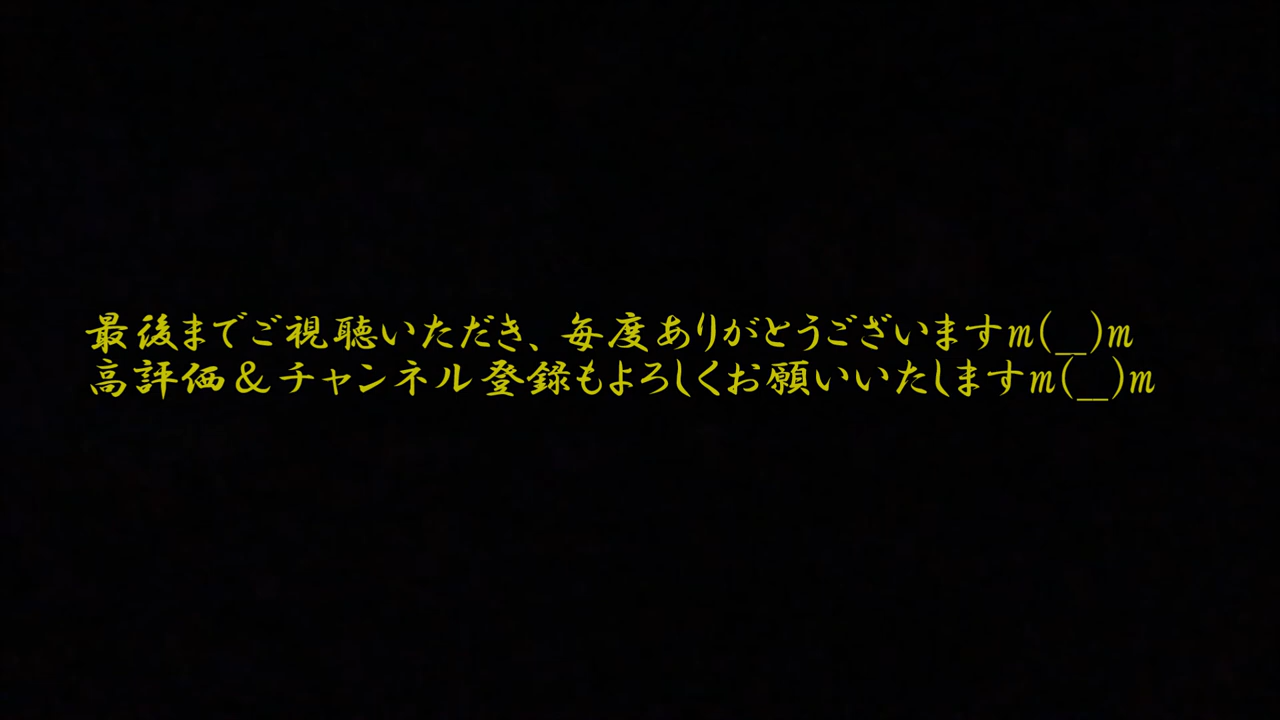 最後までご視聴いただき、毎度ありがとうございますm(__)m
高評価＆チャンネル登録もよろしくお願いいたしますm(__)m